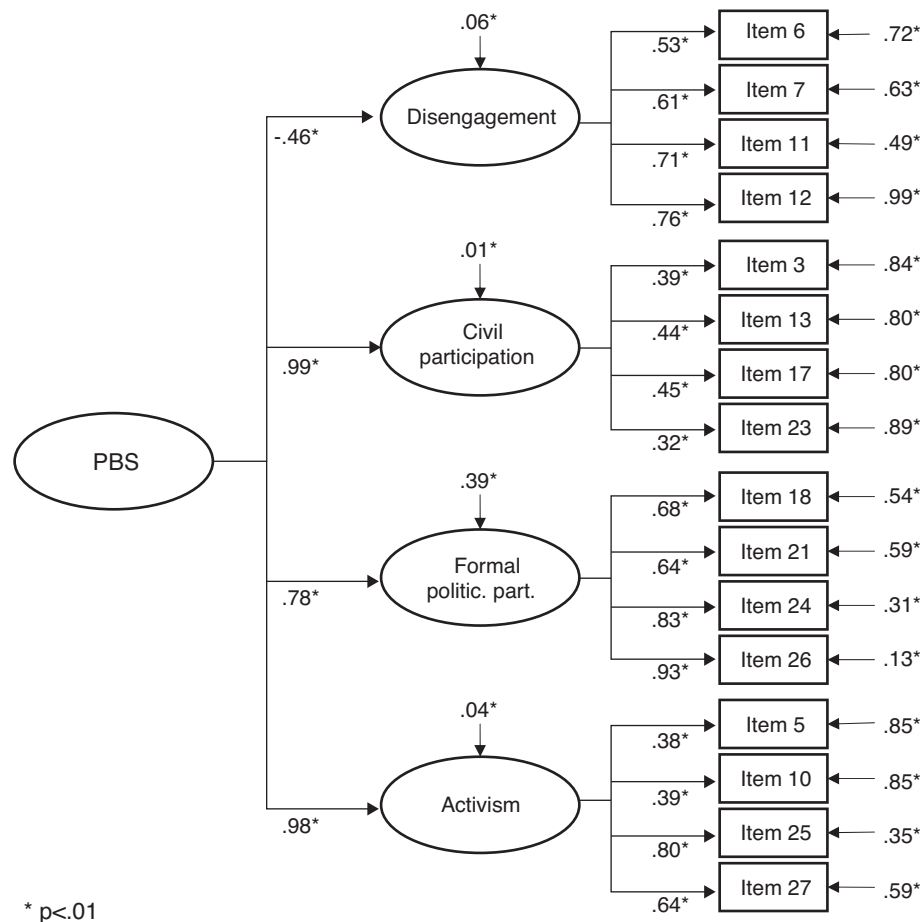 .06*
Disengagement
-.46*
.53*
Item 6
.72*
.61*
Item 7
.63*
.71*
Item 11
.49*
.76*
Item 12
.99*
.01*
Civil
participation
.99*
.39*
Item 3
.84*
.44*
Item 13
.80*
.45*
Item 17
.80*
.32*
Item 23
.89*
PBS
.39*
Formal
politic. part.
.78*
.68*
Item 18
.54*
.64*
Item 21
.59*
.83*
Item 24
.31*
.93*
Item 26
.13*
.04*
Activism
.98*
.38*
Item 5
.85*
.39*
Item 10
.85*
.80*
Item 25
.35*
.64*
Item 27
.59*
* p<.01